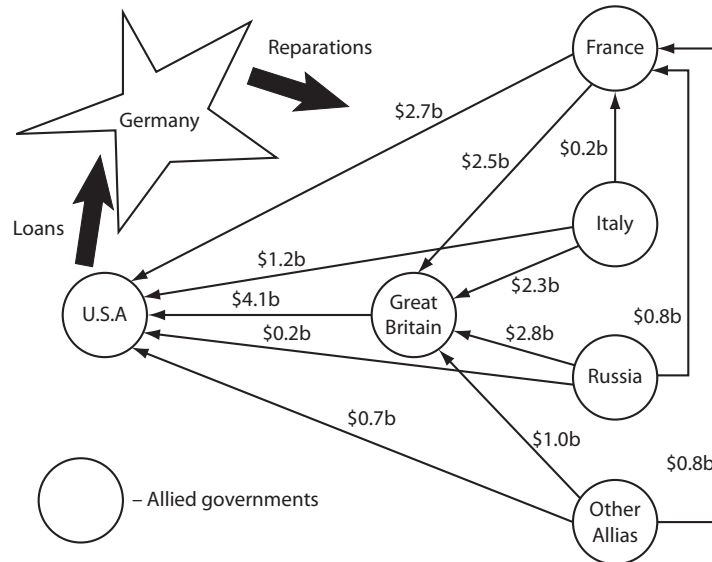 Reparations
France
Germany
$2.7b
$2.5b
$0.2b
Loans
Italy
$1.2b
$2.3b
U.S.A
$4.1b
Great
Britain
$0.8b
$0.2b
$2.8b
Russia
$0.7b
$1.0b
$0.8b
– Allied governments
Other
Allias